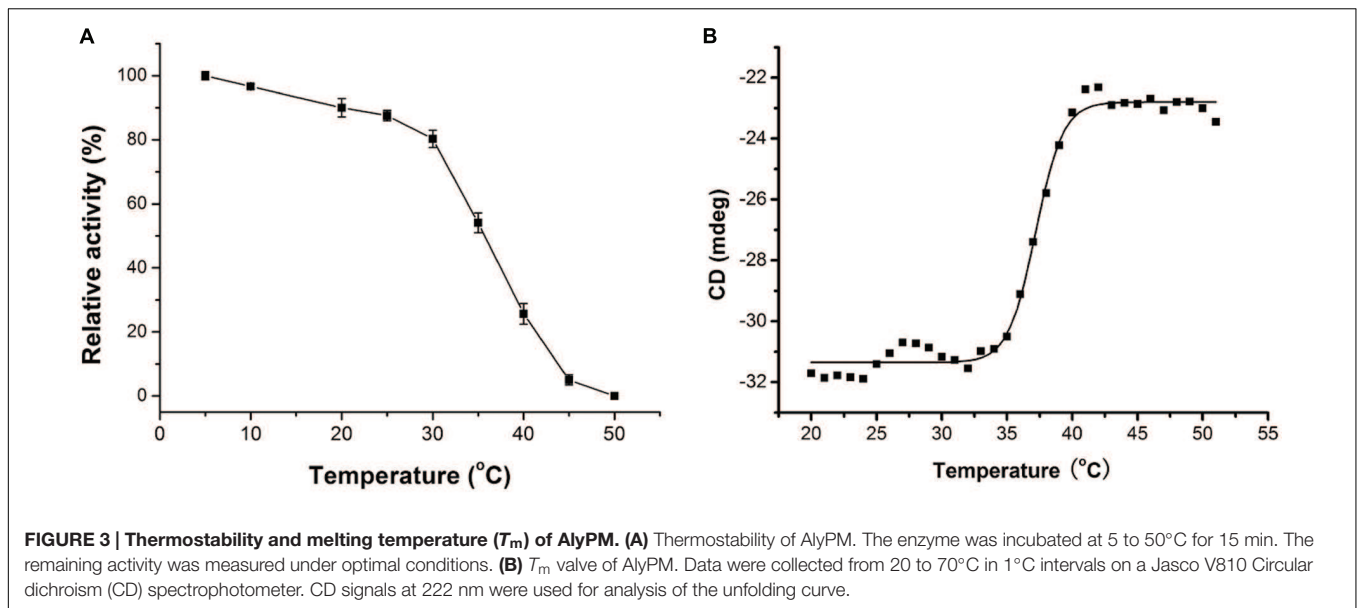 A
B
100
80
60
40
20
0
Relative activity (%)
0 10 20 30 40 50
Temperature (°C)
-22
-24
-26
-28
-30
-32
CD (mdeg)
20 25 30 35 40 45 50 55
Temperature (°C)
FIGURE 3 | Thermostability and melting temperature (Tm) of AlyPM. (A) Thermostability of AlyPM. The enzyme was incubated at 5 to 50°C for 15 min. The
remaining activity was measured under optimal conditions. (B) Tm valve of AlyPM. Data were collected from 20 to 70°C in 1°C intervals on a Jasco V810 Circular
dichroism (CD) spectrophotometer. CD signals at 222 nm were used for analysis of the unfolding curve.